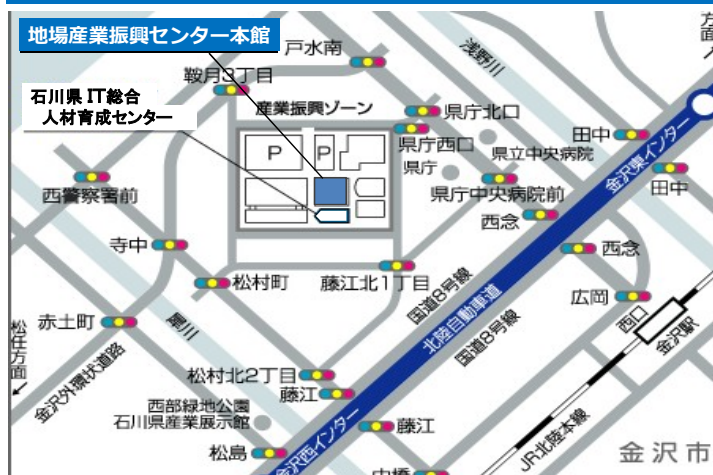 地場産業振興センター本館
石川県 IT総合
人材育成センター
戸水南
浅野川
方面
鞍月3丁目
産業振興ゾーン
県庁北口
県庁西口
田中
県立中央病院
県庁
P
P
金沢東インター
西警察署前
県庁中央病院前
田中
西念
寺中
西念
松村町
藤江北1丁目
国道8号線
広岡
北陸自動車道
赤土町
犀川
国道8号線
西口
金沢駅
松任方面
金沢外環状道路
松村北2丁目
藤江
西部緑地公園
石川県産業展示館
藤江
松島
金沢西インター
JR北陸本線
金沢市